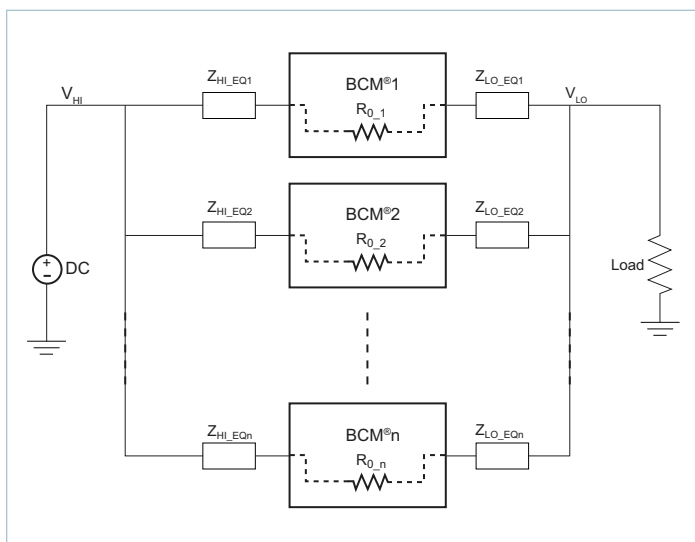 Z_HI_EQ1
BCM®1
Z_LO_EQ1
V_HI
R_0_1
V_LO
Z_HI_EQ2
BCM®2
Z_LO_EQ2
R_0_2
+
–
DC
Load
Z_HI_EQn
BCM®n
Z_LO_EQn
R_0_n